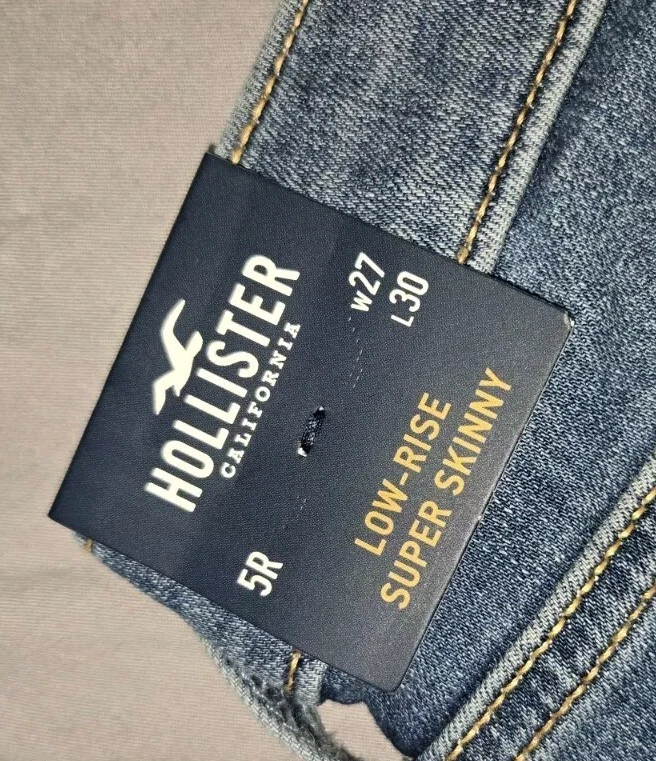 HOLLISTER
CALIFORNIA
5R
W27
L30
LOW-RISE
SUPER SKINNY